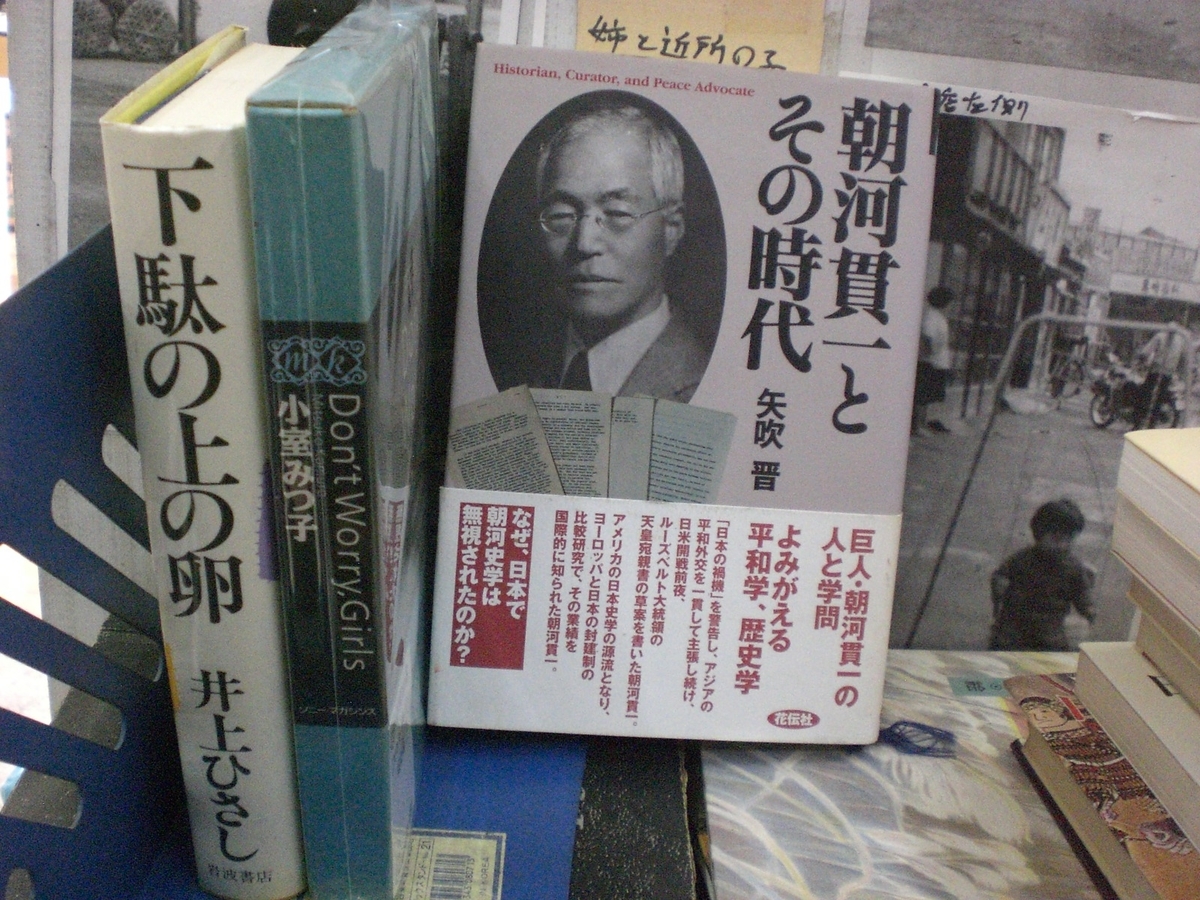 下駄の上の卵
井上ひさし
岩波書店
mk
小室みつ子
Don't Worry, Girls
ソニー・マガジンズ
姉と近所の子
Historian, Curator, and Peace Advocate
朝河貫一と
その時代
矢吹 晋
巨人・朝河貫一の
人と学問
よみがえる
平和学、歴史学
「日本の禍機」を警告し、アジアの
平和外交を一貫して主張し続け、
日米開戦前夜、
ルーズベルト大統領の
天皇宛親書の草案を書いた朝河貫一。
アメリカの日本史学の源流となり、
ヨーロッパと日本の封建制の
比較研究で、その業績を
国際的に知られた朝河貫一。
なぜ、日本で
朝河史学は
無視されたのか?
花伝社